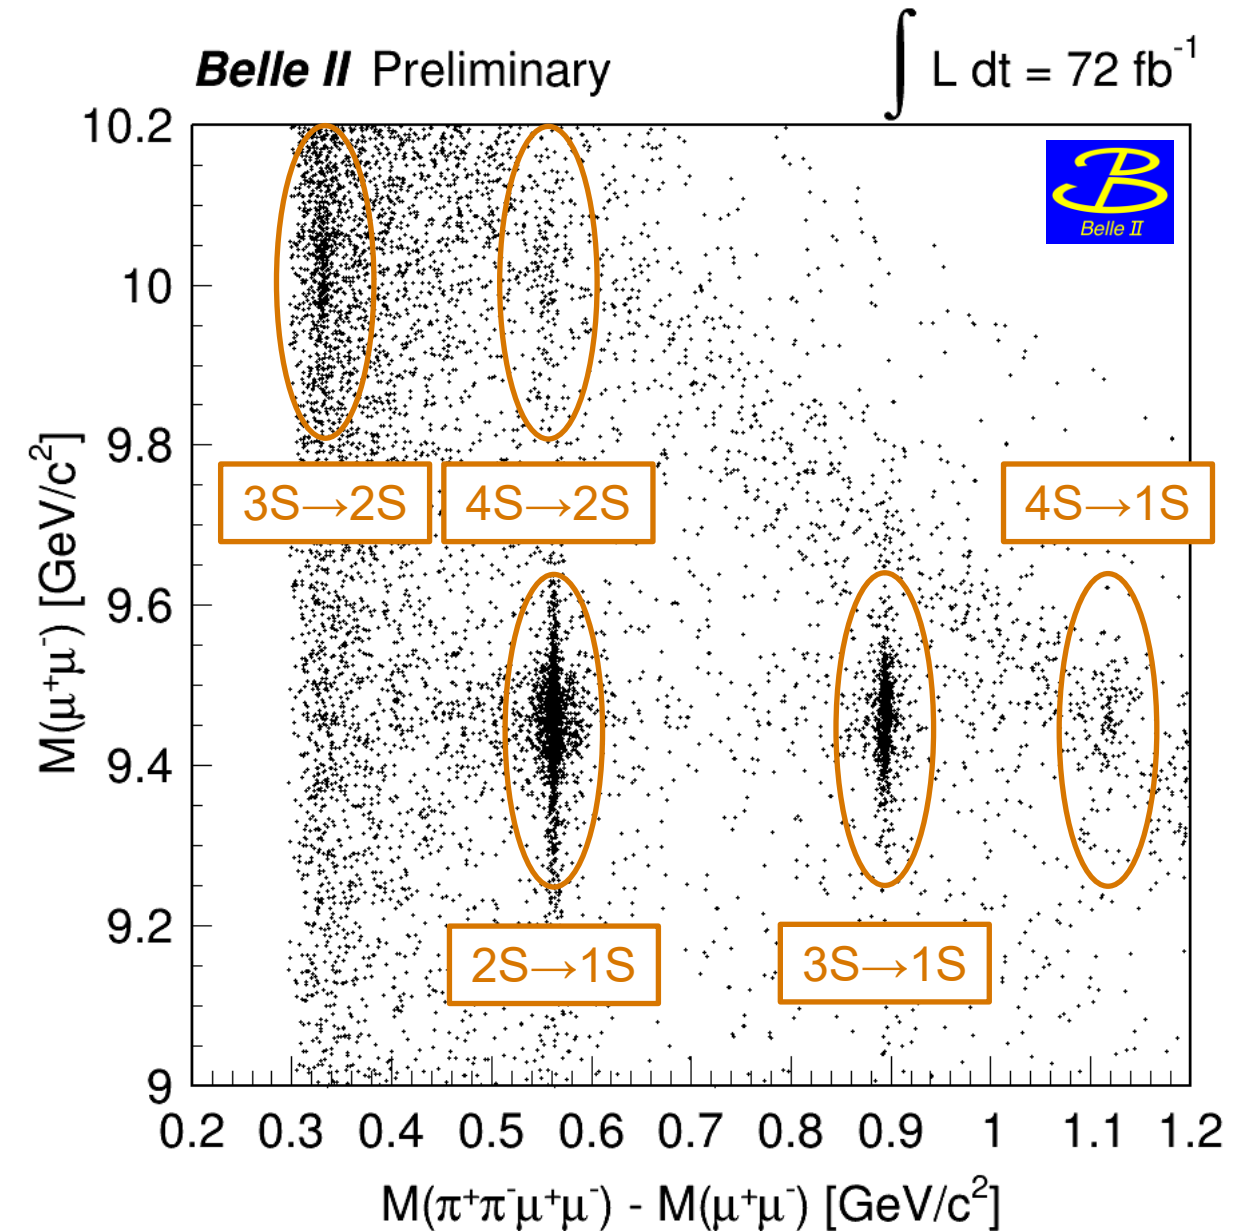 Belle II Preliminary
∫ L dt = 72 fb⁻¹
Belle II
10.2
10
9.8
9.6
9.4
9.2
9
M(μ⁺μ⁻) [GeV/c²]
3S→2S
4S→2S
4S→1S
2S→1S
3S→1S
0.2 0.3 0.4 0.5 0.6 0.7 0.8 0.9 1 1.1 1.2
M(π⁺π⁻μ⁺μ⁻) - M(μ⁺μ⁻) [GeV/c²]